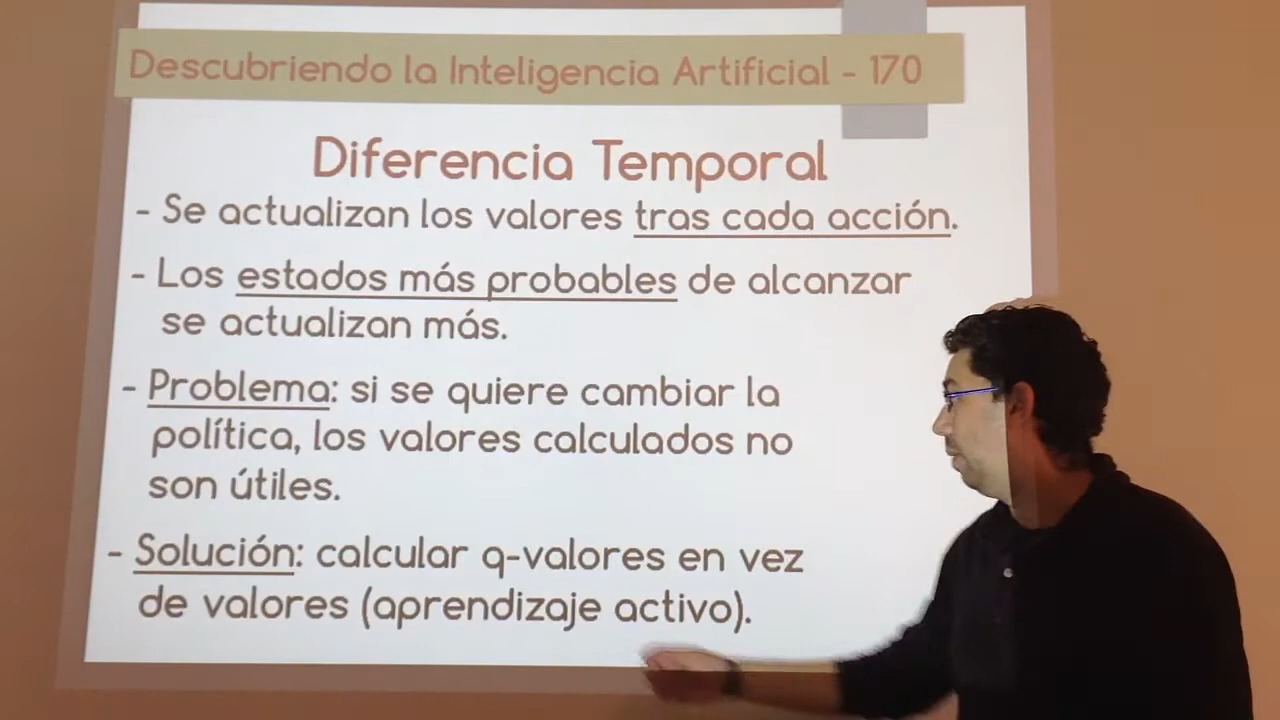 Descubriendo la Inteligencia Artificial - 170
Diferencia Temporal
- Se actualizan los valores tras cada acción.
- Los estados más probables de alcanzar
se actualizan más.
- Problema: si se quiere cambiar la
política, los valores calculados no
son útiles.
- Solución: calcular q-valores en vez
de valores (aprendizaje activo).